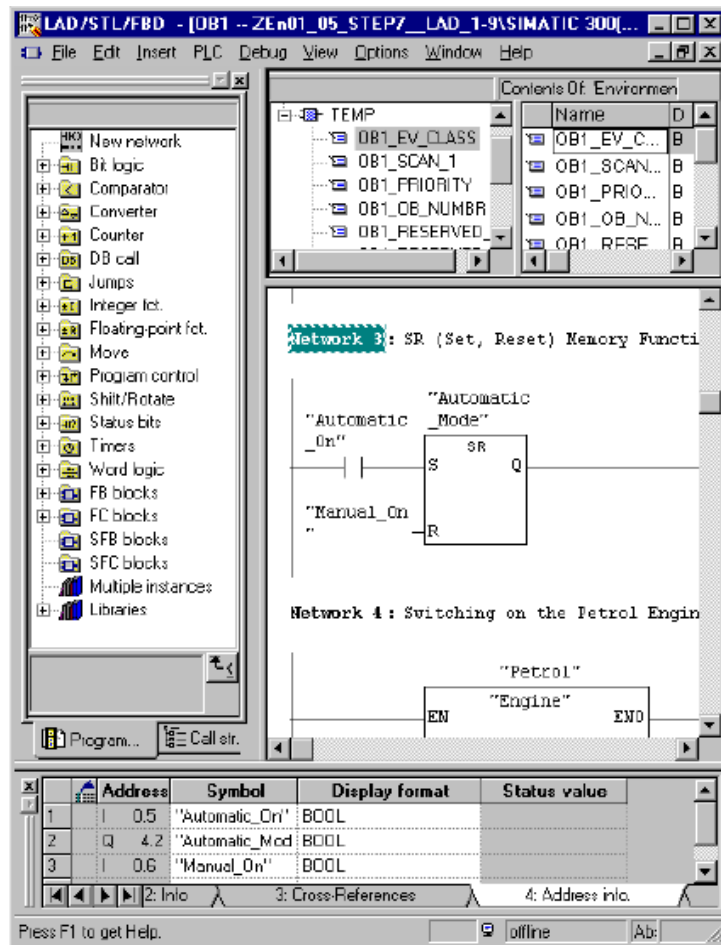 LAD/STL/FBD - [OB1 -- ZEn01_05_STEP7__LAD_1-9\SIMATIC 300[...
File Edit Insert PLC Debug View Options Window Help
Contents Of: 'Environmen
TEMP
OB1_EV_CLASS
OB1_SCAN_1
OB1_PRIORITY
OB1_OB_NUMBR
OB1_RESERVED_
Name D
OB1_EV_C... B
OB1_SCAN... B
OB1_PRIO... B
OB1_OB_N... B
OB1_RESE B
New network
Bit logic
Comparator
Converter
Counter
DB call
Jumps
Integer fct.
Floating-point fct.
Move
Program control
Shift/Rotate
Status bits
Timers
Word logic
FB blocks
FC blocks
SFB blocks
SFC blocks
Multiple instances
Libraries
Program... Call str.
Network 3: SR (Set, Reset) Memory Functi
"Automatic
_Mode"
"Automatic
_On"
SR
S Q
"Manual_On
"
R
Network 4: Switching on the Petrol Engin
"Petrol"
"Engine"
EN ENO
Address Symbol Display format Status value
1 I 0.5 "Automatic_On" BOOL
2 Q 4.2 "Automatic_Mod BOOL
3 I 0.6 "Manual_On" BOOL
2: Info 3: Cross-References 4: Address info.
Press F1 to get Help. offline Ab: